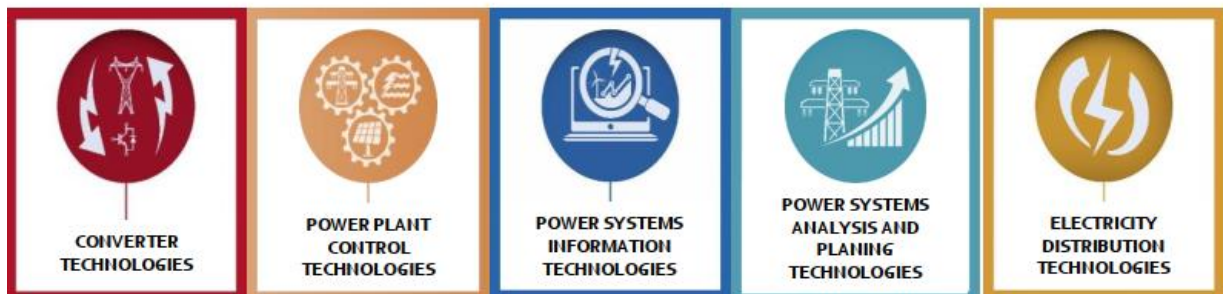 CONVERTER
TECHNOLOGIES
POWER PLANT
CONTROL
TECHNOLOGIES
POWER SYSTEMS
INFORMATION
TECHNOLOGIES
POWER SYSTEMS
ANALYSIS AND
PLANING
TECHNOLOGIES
ELECTRICITY
DISTRIBUTION
TECHNOLOGIES